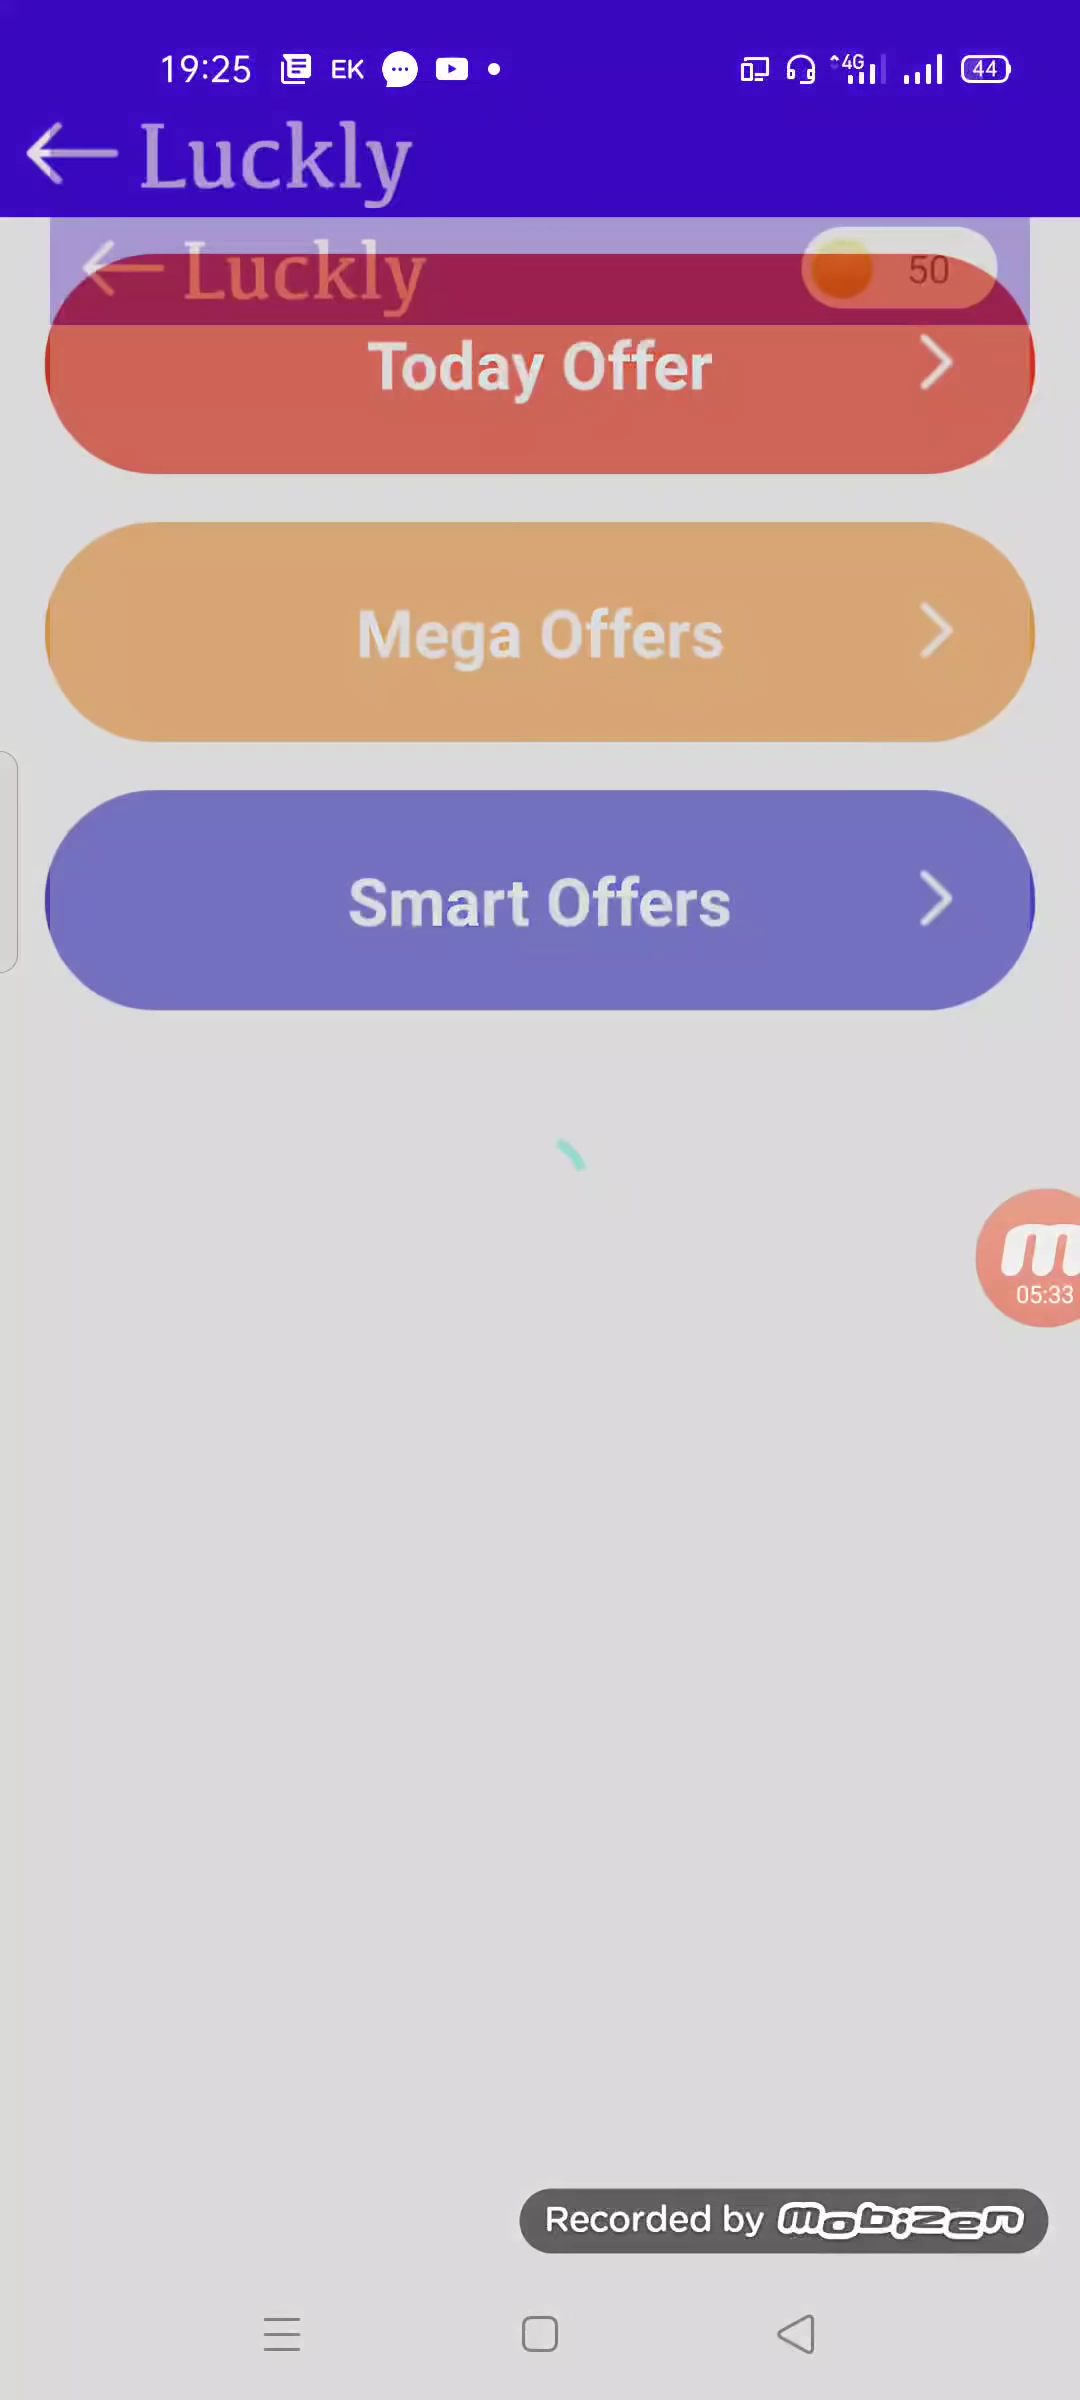 19:25 EK 4G 44
Luckly
Luckly 50
Today Offer
Mega Offers
Smart Offers
m
05:33
Recorded by mobizen